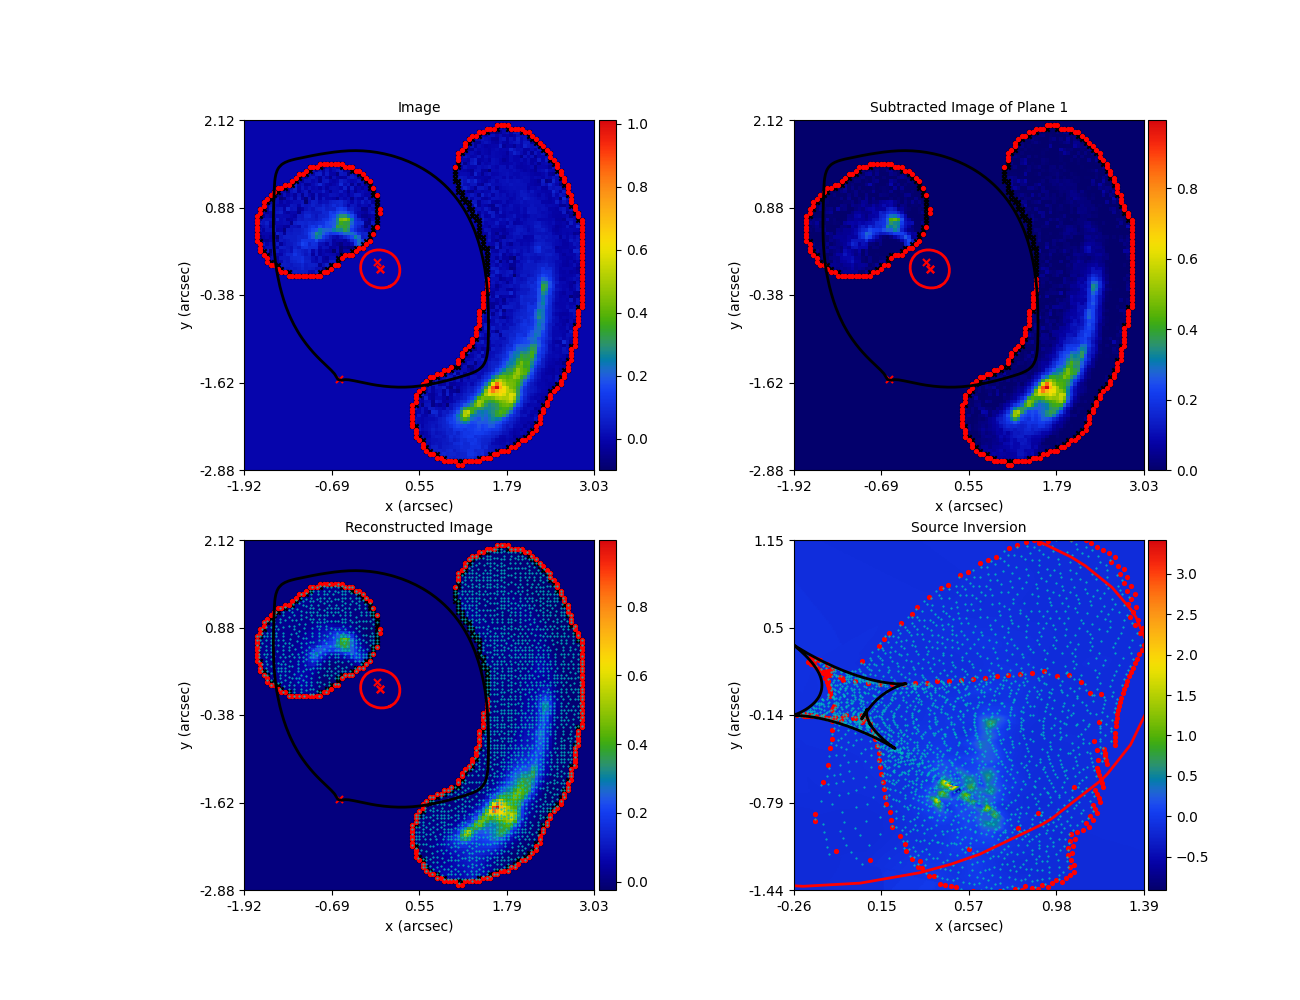 Image
2.12
0.88
-0.38
-1.62
-2.88
y (arcsec)
-1.92 -0.69 0.55 1.79 3.03
x (arcsec)
1.0
0.8
0.6
0.4
0.2
0.0
Subtracted Image of Plane 1
2.12
0.88
-0.38
-1.62
-2.88
y (arcsec)
-1.92 -0.69 0.55 1.79 3.03
x (arcsec)
0.8
0.6
0.4
0.2
0.0
Reconstructed Image
2.12
0.88
-0.38
-1.62
-2.88
y (arcsec)
-1.92 -0.69 0.55 1.79 3.03
x (arcsec)
0.8
0.6
0.4
0.2
0.0
Source Inversion
1.15
0.5
-0.14
-0.79
-1.44
y (arcsec)
-0.26 0.15 0.57 0.98 1.39
x (arcsec)
3.0
2.5
2.0
1.5
1.0
0.5
0.0
−0.5